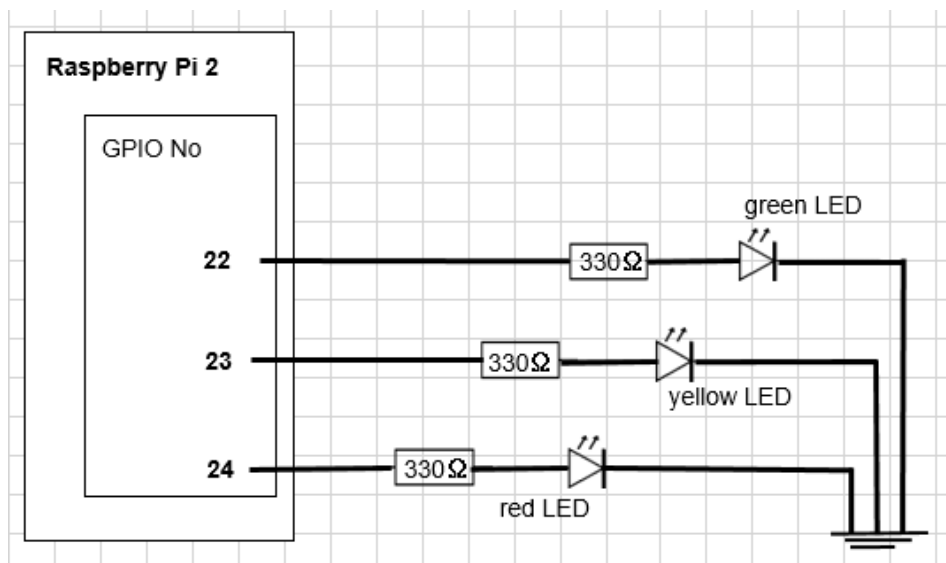 Raspberry Pi 2
GPIO No
green LED
22
330Ω
23
330Ω
yellow LED
24
330Ω
red LED